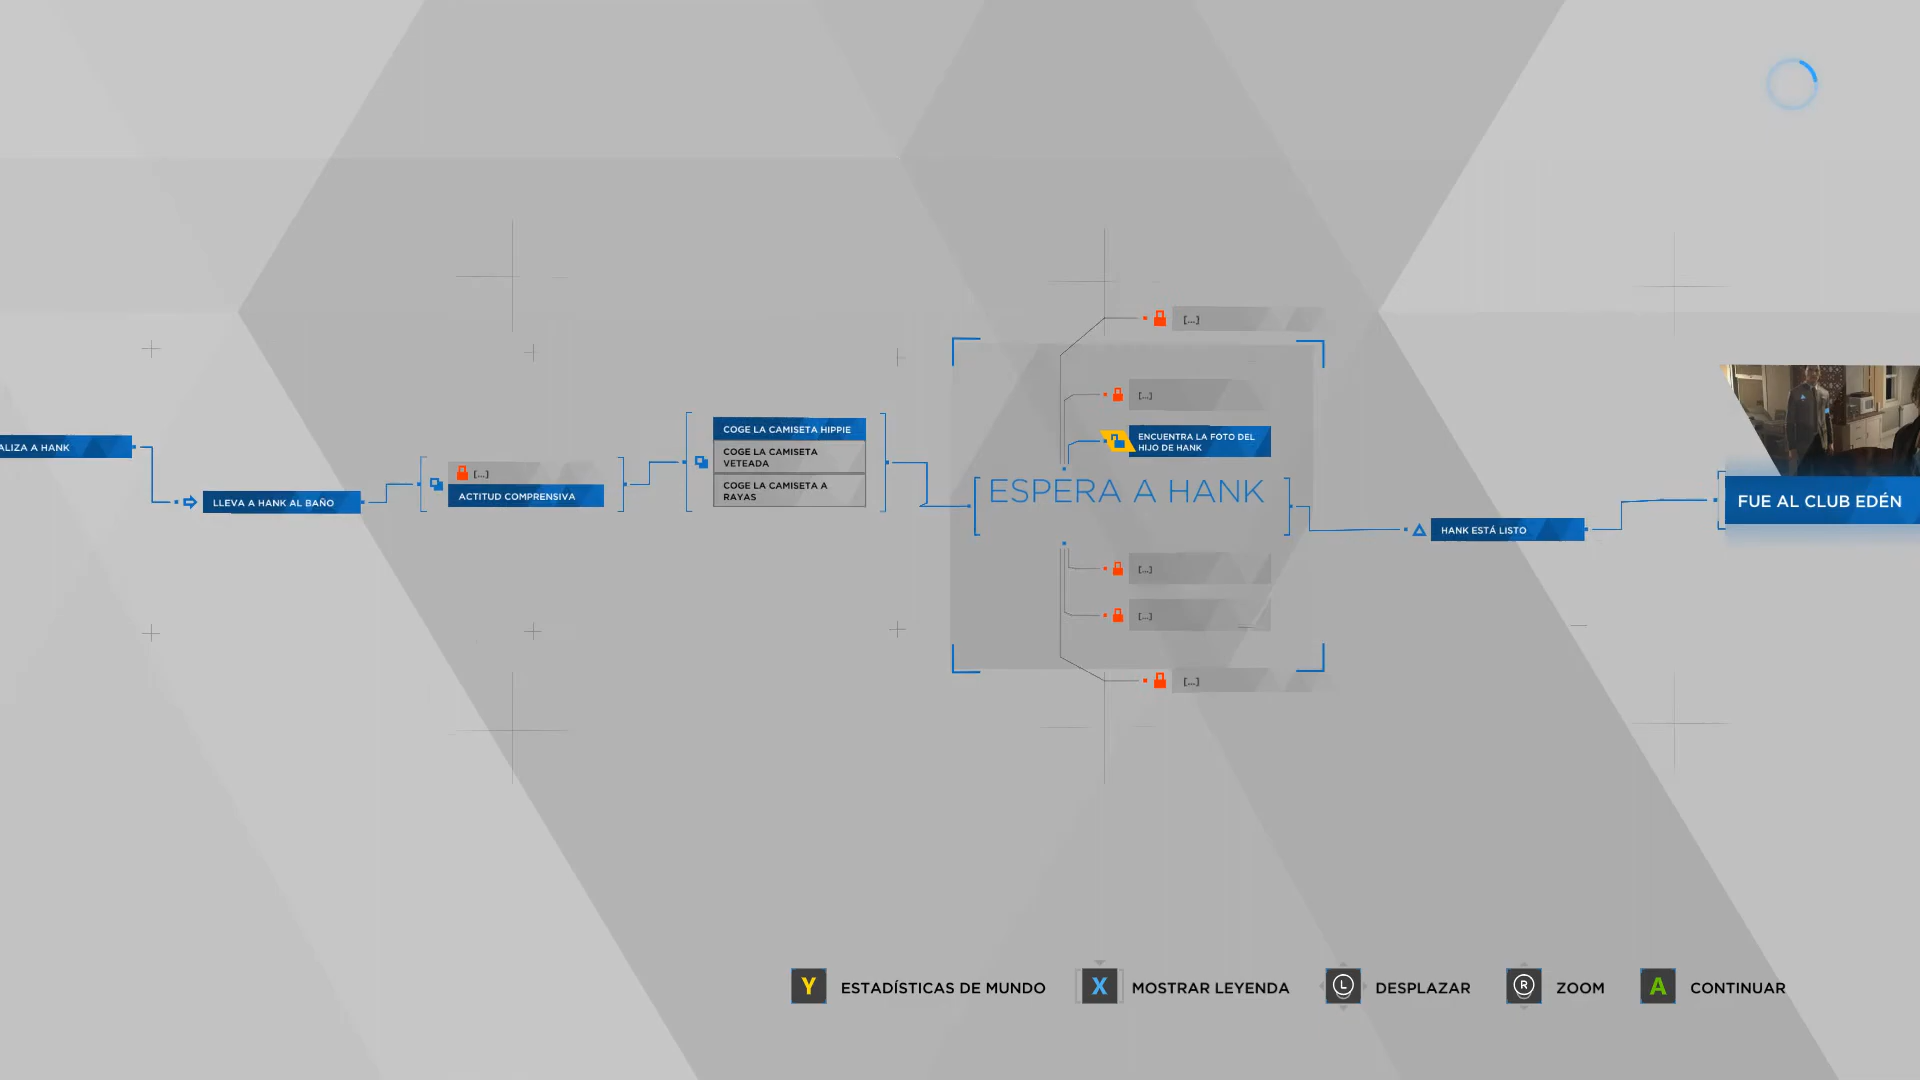 [...]
[...]
ENCUENTRA LA FOTO DEL
HIJO DE HANK
ALIZA A HANK
LLEVA A HANK AL BAÑO
[...]
ACTITUD COMPRENSIVA
COGE LA CAMISETA HIPPIE
COGE LA CAMISETA
VETEADA
COGE LA CAMISETA A
RAYAS
ESPERA A HANK
HANK ESTÁ LISTO
FUE AL CLUB EDÉN
[...]
[...]
[...]
Y ESTADÍSTICAS DE MUNDO
X MOSTRAR LEYENDA
L DESPLAZAR
R ZOOM
A CONTINUAR